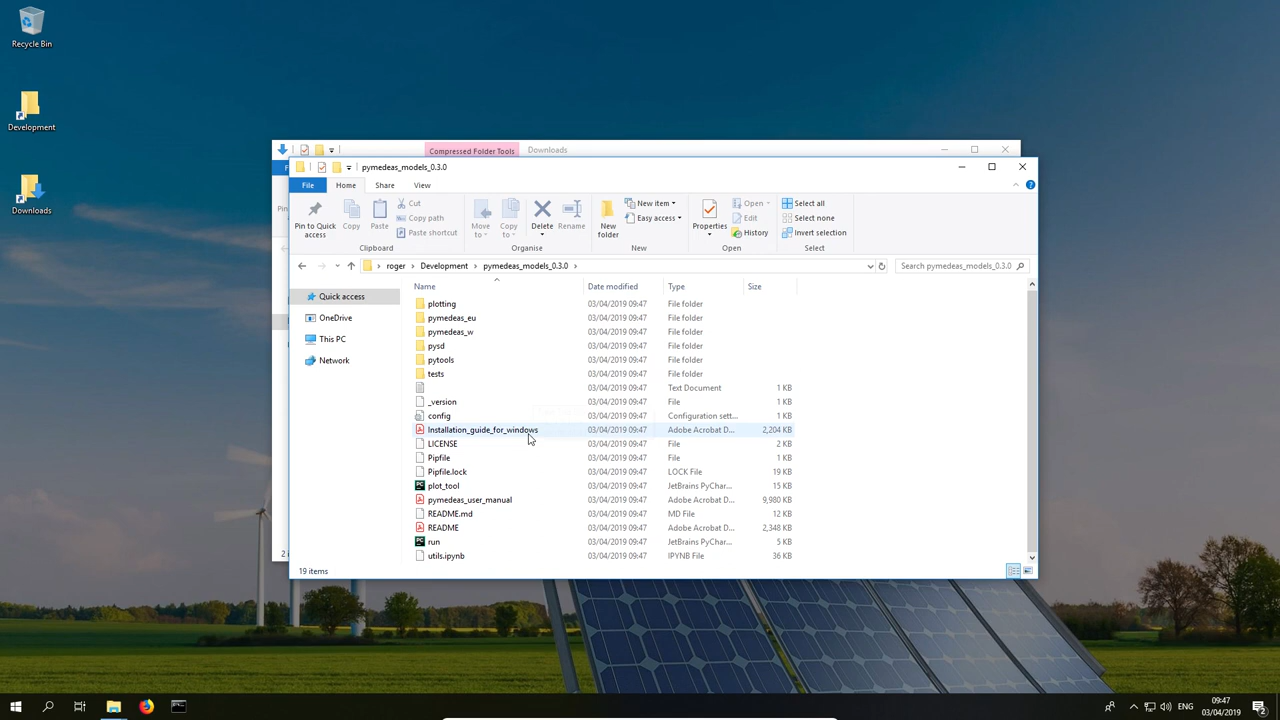 Recycle Bin
Development
Downloads
Compressed Folder Tools Downloads
pymedeas_models_0.3.0
File Home Share View
Pin to Quick access
Copy
Paste
Cut
Copy path
Paste shortcut
Clipboard
Move to
Copy to
Delete
Rename
Organise
New folder
New item
Easy access
New
Properties
Open
Edit
History
Open
Select all
Select none
Invert selection
Select
roger Development pymedeas_models_0.3.0
Search pymedeas_models_0.3.0
Quick access
OneDrive
This PC
Network
Name Date modified Type Size
plotting 03/04/2019 09:47 File folder
pymedeas_eu 03/04/2019 09:47 File folder
pymedeas_w 03/04/2019 09:47 File folder
pysd 03/04/2019 09:47 File folder
pytools 03/04/2019 09:47 File folder
tests 03/04/2019 09:47 File folder
03/04/2019 09:47 Text Document 1 KB
_version 03/04/2019 09:47 File 1 KB
config 03/04/2019 09:47 Configuration sett... 1 KB
Installation_guide_for_windows 03/04/2019 09:47 Adobe Acrobat D... 2,204 KB
LICENSE 03/04/2019 09:47 File 2 KB
Pipfile 03/04/2019 09:47 File 1 KB
Pipfile.lock 03/04/2019 09:47 LOCK File 19 KB
plot_tool 03/04/2019 09:47 JetBrains PyChar... 15 KB
pymedeas_user_manual 03/04/2019 09:47 Adobe Acrobat D... 9,980 KB
README.md 03/04/2019 09:47 MD File 12 KB
README 03/04/2019 09:47 Adobe Acrobat D... 2,348 KB
run 03/04/2019 09:47 JetBrains PyChar... 5 KB
utils.ipynb 03/04/2019 09:47 IPYNB File 36 KB
19 items
ENG
09:47
03/04/2019
2